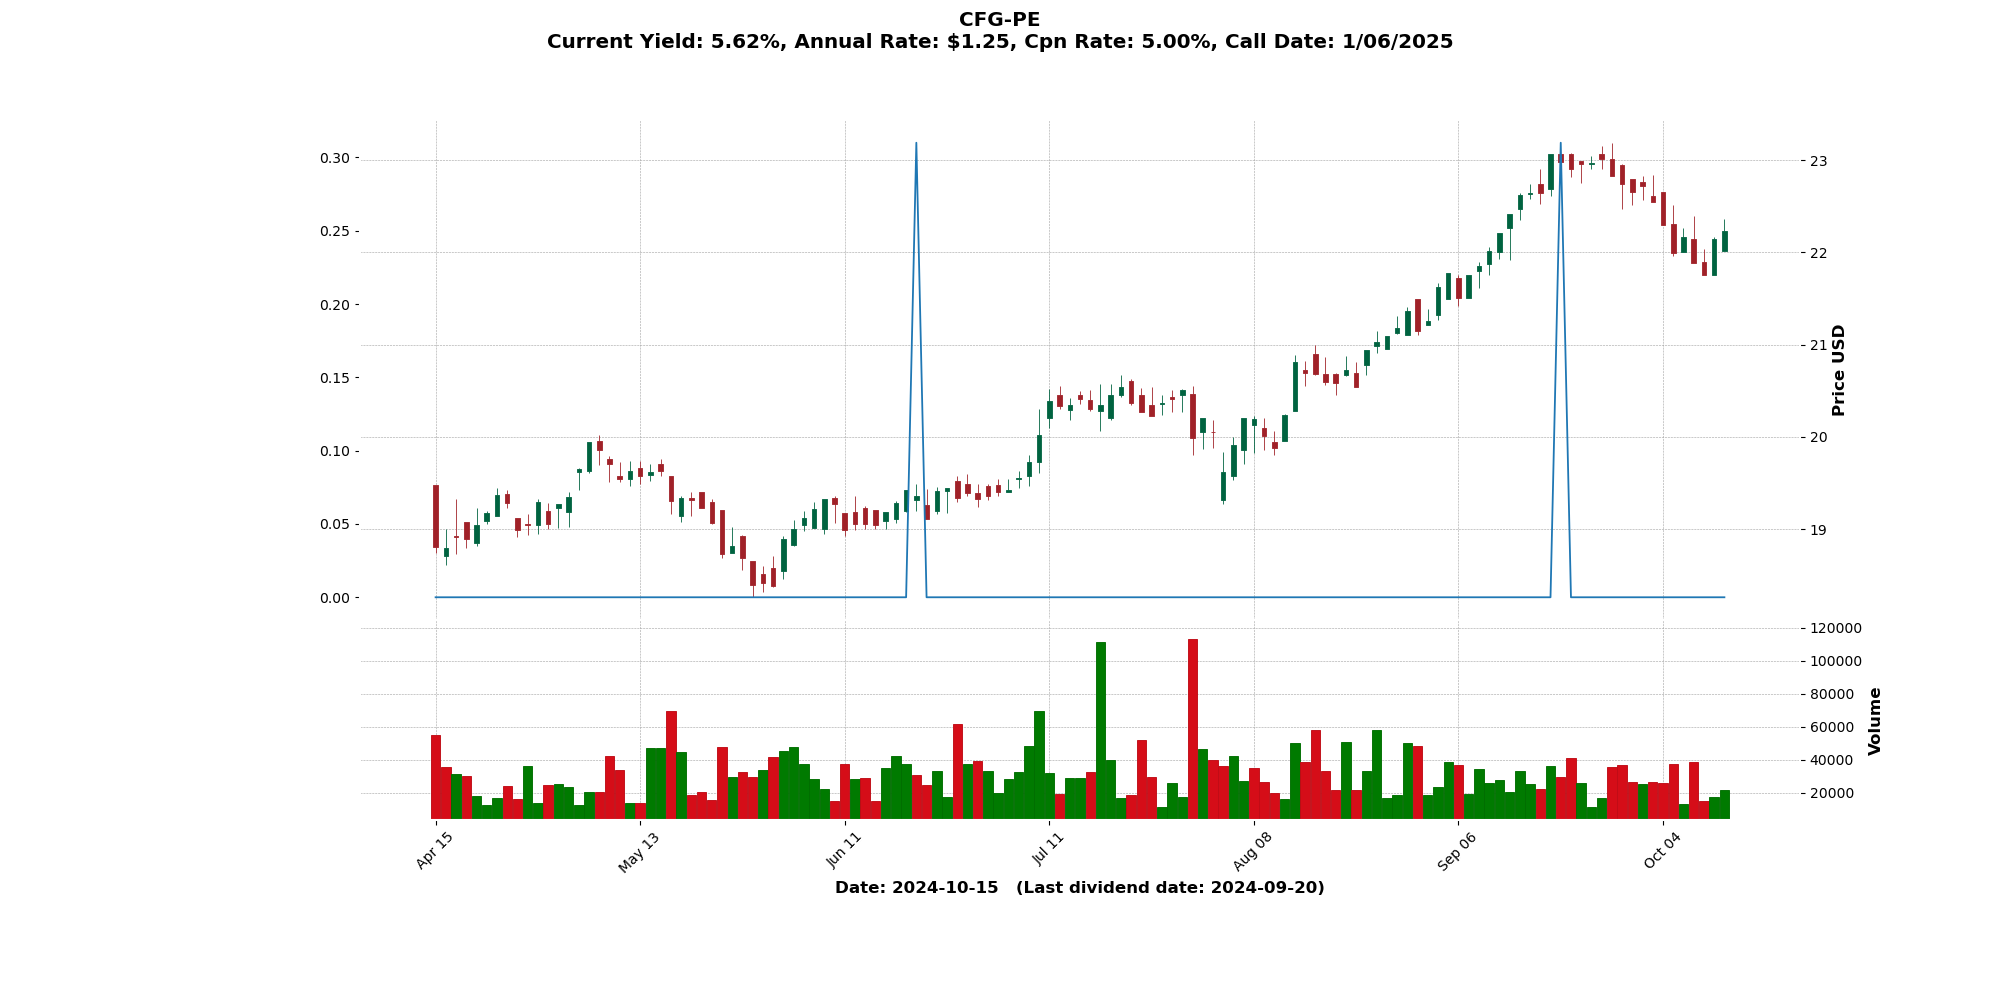 CFG-PE
Current Yield: 5.62%, Annual Rate: $1.25, Cpn Rate: 5.00%, Call Date: 1/06/2025
0.30
0.25
0.20
0.15
0.10
0.05
0.00
23
22
21
20
19
Price USD
120000
100000
80000
60000
40000
20000
Volume
Apr 15
May 13
Jun 11
Jul 11
Aug 08
Sep 06
Oct 04
Date: 2024-10-15 (Last dividend date: 2024-09-20)